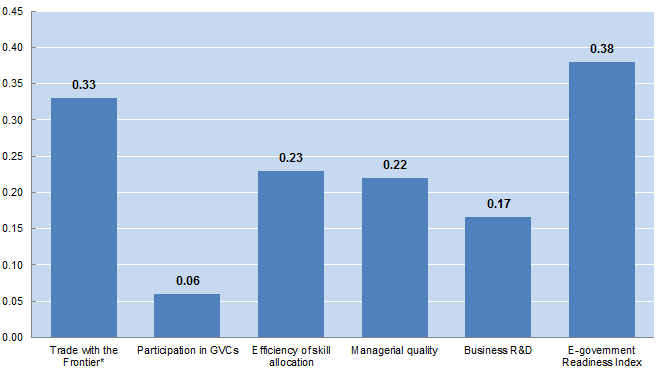 0.45
0.40
0.35
0.30
0.25
0.20
0.15
0.10
0.05
0.00
0.33
0.06
0.23
0.22
0.17
0.38
Trade with the
Frontier*
Participation in GVCs
Efficiency of skill
allocation
Managerial quality
Business R&D
E-government
Readiness Index